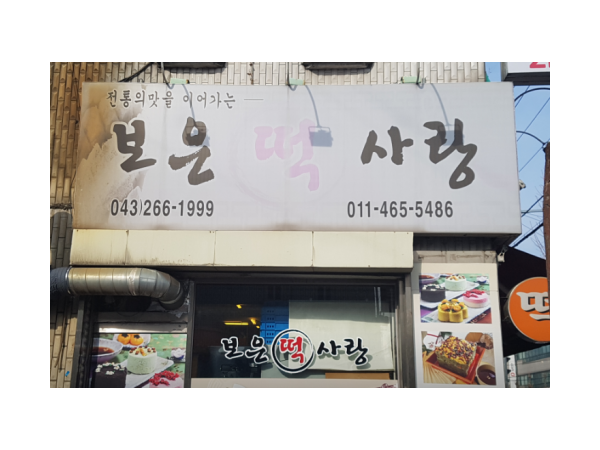 전통의맛을 이어가는
보은 떡 사랑
043)266-1999 011-465-5486
보은 떡 사랑
떡